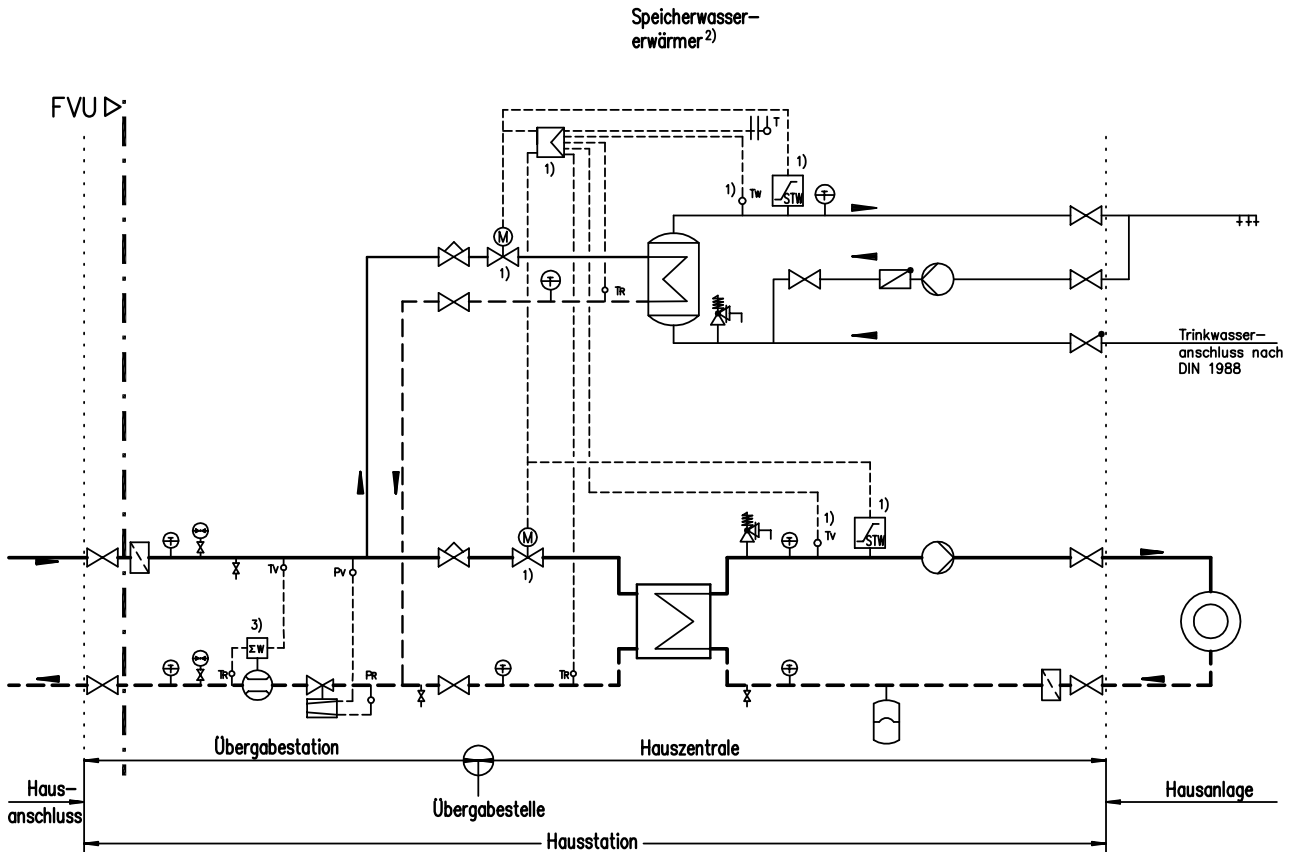 Speicherwasser-
erwärmer 2)
FVU
T
1)
1)
1) Tw
STW
T
M
1)
T
TR
Trinkwasser-
anschluss nach
DIN 1988
1)
1)
Tv
STW
M
1)
T
T
Tv
Pv
3)
ΣW
T
TR
PR
T
TR
T
Übergabestation
Hauszentrale
Haus-
anschluss
Übergabestelle
Hausanlage
Hausstation